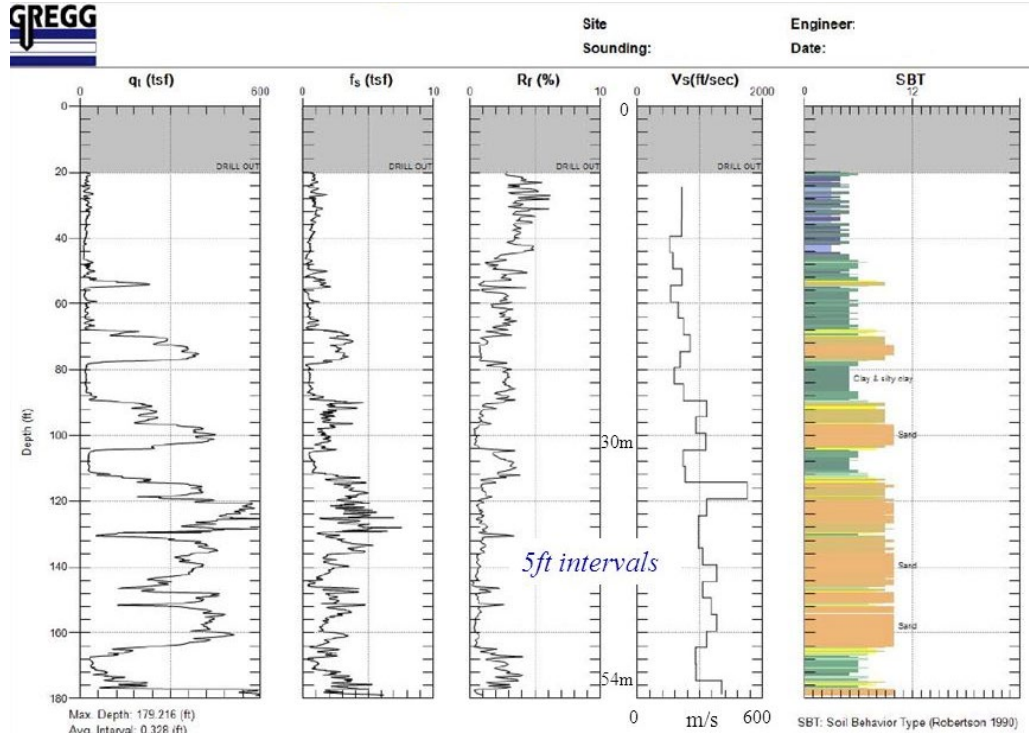 GREGG
Site Engineer:
Sounding: Date:
qt (tsf) fs (tsf) Rf (%) Vs(ft/sec) SBT
0 600 0 10 0 10 0 2000 0 12
0 0
DRILL OUT DRILL OUT DRILL OUT DRILL OUT
20
40
60
80
Clay & silty clay
100 30m Sand
Depth (ft)
120
5ft intervals
140 Sand
160 Sand
54m
180
Max. Depth: 179.216 (ft) 0 m/s 600 SBT: Soil Behavior Type (Robertson 1990)
Avg. Interval: 0.328 (ft)